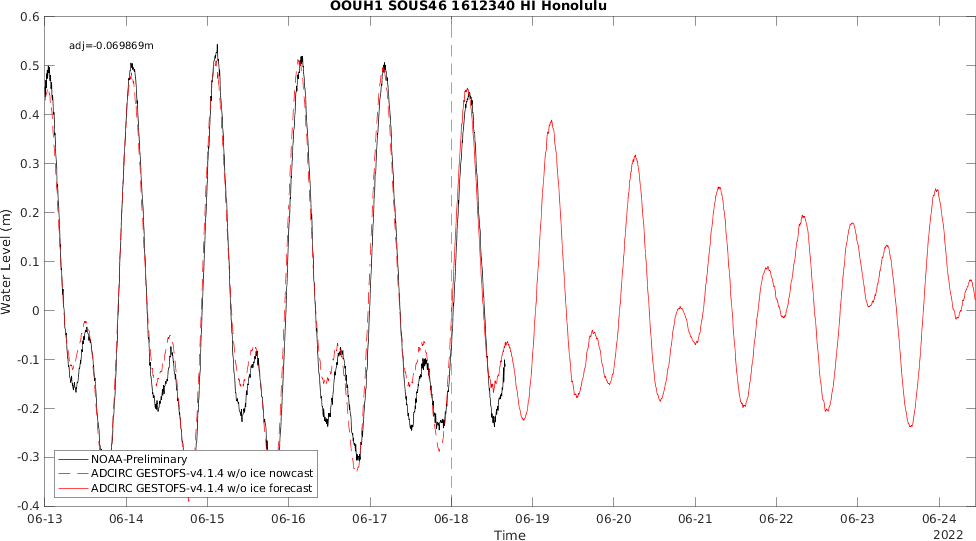 OOUH1 SOUS46 1612340 HI Honolulu
adj=-0.069869m
0.6
0.5
0.4
0.3
0.2
0.1
0
-0.1
-0.2
-0.3
-0.4
Water Level (m)
NOAA-Preliminary
ADCIRC GESTOFS-v4.1.4 w/o ice nowcast
ADCIRC GESTOFS-v4.1.4 w/o ice forecast
06-13 06-14 06-15 06-16 06-17 06-18 06-19 06-20 06-21 06-22 06-23 06-24
Time
2022